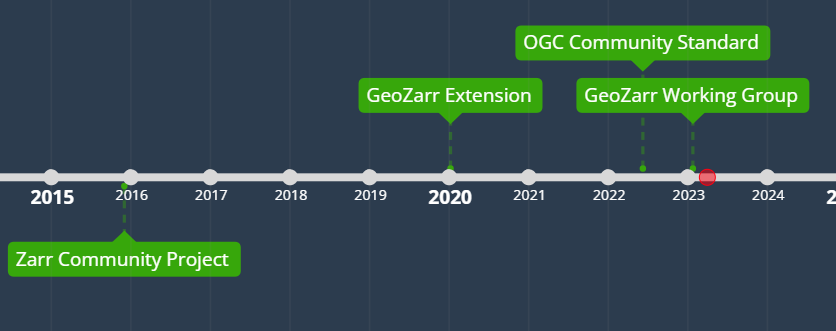 OGC Community Standard
GeoZarr Extension
GeoZarr Working Group
2015
2016
2017
2018
2019
2020
2021
2022
2023
2024
Zarr Community Project